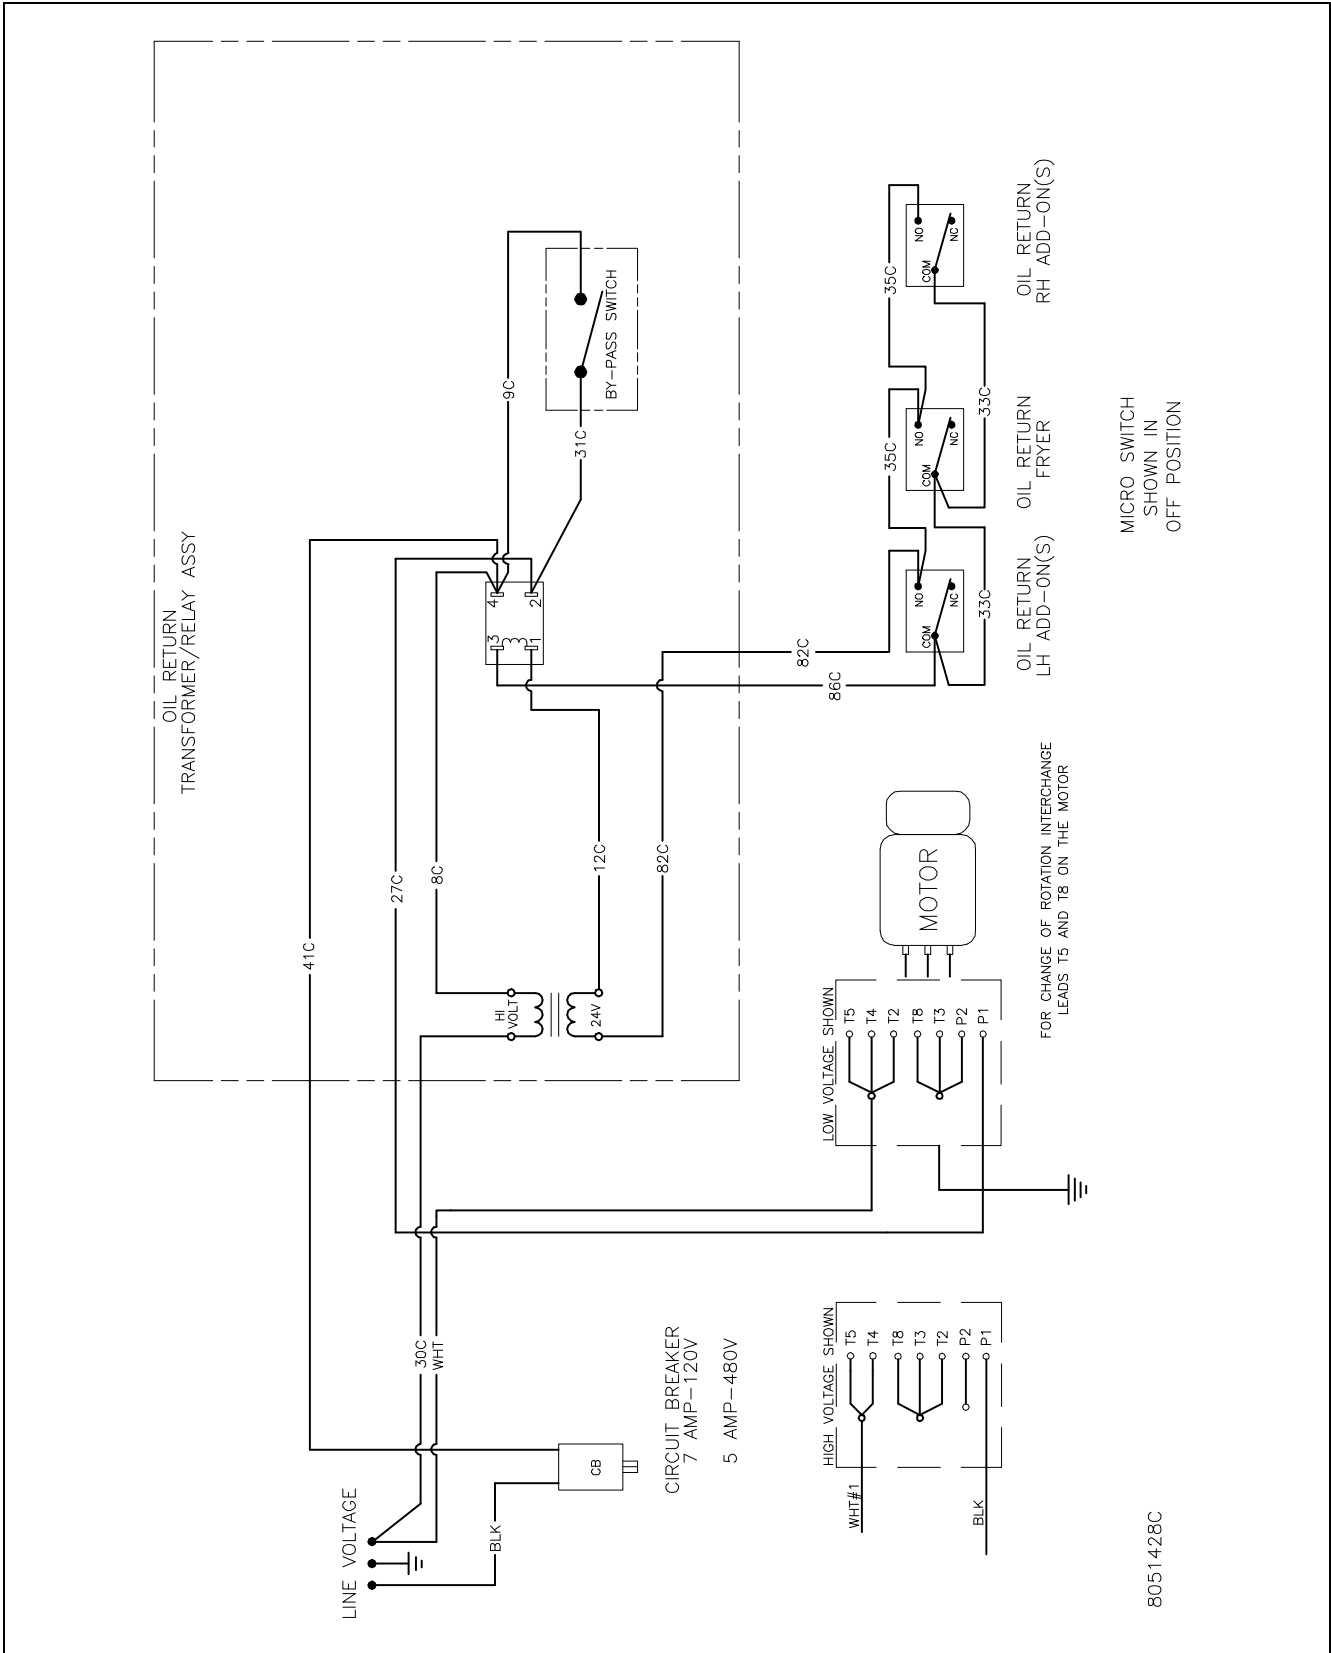 OIL RETURN
TRANSFORMER/RELAY ASSY
41C
27C
8C
12C
82C
9C
31C
BY-PASS SWITCH
4
2
3
1
HI
VOLT
24V
82C
86C
35C
35C
33C
33C
NO
COM
NC
OIL RETURN
LH ADD-ON(S)
NO
COM
NC
OIL RETURN
FRYER
NO
COM
NC
OIL RETURN
RH ADD-ON(S)
MICRO SWITCH
SHOWN IN
OFF POSITION
MOTOR
FOR CHANGE OF ROTATION INTERCHANGE
LEADS T5 AND T8 ON THE MOTOR
LOW VOLTAGE SHOWN
T5
T4
T2
T8
T3
P2
P1
30C
WHT
LINE VOLTAGE
BLK
CB
CIRCUIT BREAKER
7 AMP-120V
5 AMP-480V
HIGH VOLTAGE SHOWN
T5
T4
T8
T3
T2
P2
P1
WHT#1
BLK
8051428C